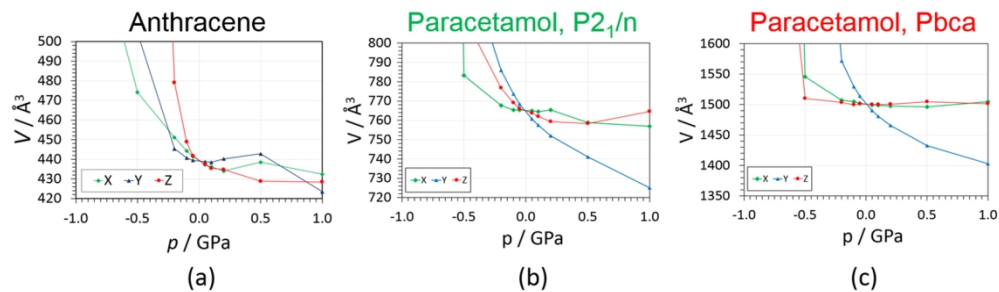 Anthracene
500
490
480
470
460
450
440
430
420
V / Å³
X Y Z
-1.0 -0.5 0.0 0.5 1.0
p / GPa
(a)
Paracetamol, P2₁/n
800
790
780
770
760
750
740
730
720
V / Å³
X Y Z
-1.0 -0.5 0.0 0.5 1.0
p / GPa
(b)
Paracetamol, Pbca
1600
1550
1500
1450
1400
1350
V / Å³
X Y Z
-1.0 -0.5 0.0 0.5 1.0
p / GPa
(c)